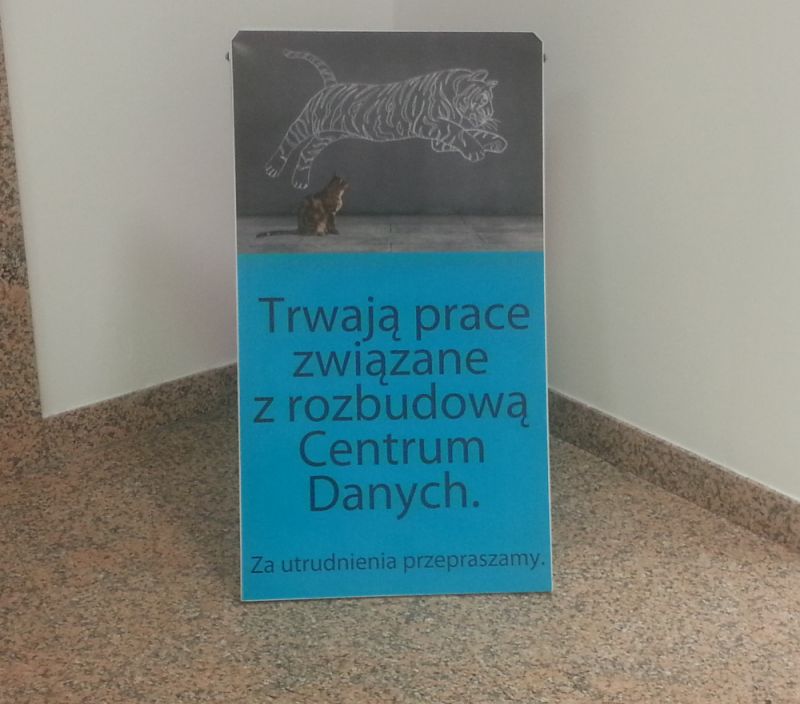 Trwają prace
związane
z rozbudową
Centrum
Danych.
Za utrudnienia przepraszamy.